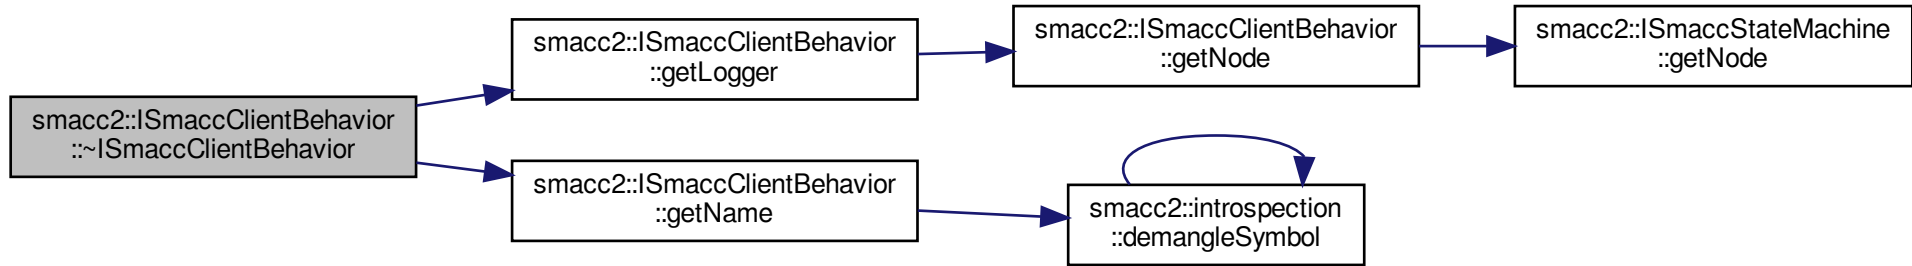 smacc2::ISmaccClientBehavior
::~ISmaccClientBehavior
smacc2::ISmaccClientBehavior
::getLogger
smacc2::ISmaccClientBehavior
::getNode
smacc2::ISmaccStateMachine
::getNode
smacc2::ISmaccClientBehavior
::getName
smacc2::introspection
::demangleSymbol